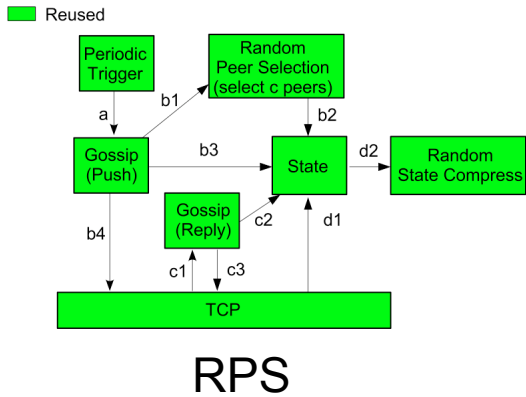 Reused
Periodic
Trigger
Random
Peer Selection
(select c peers)
a
b1
b2
Gossip
(Push)
b3
State
d2
Random
State Compress
Gossip
(Reply)
c2
d1
b4
c1
c3
TCP
RPS